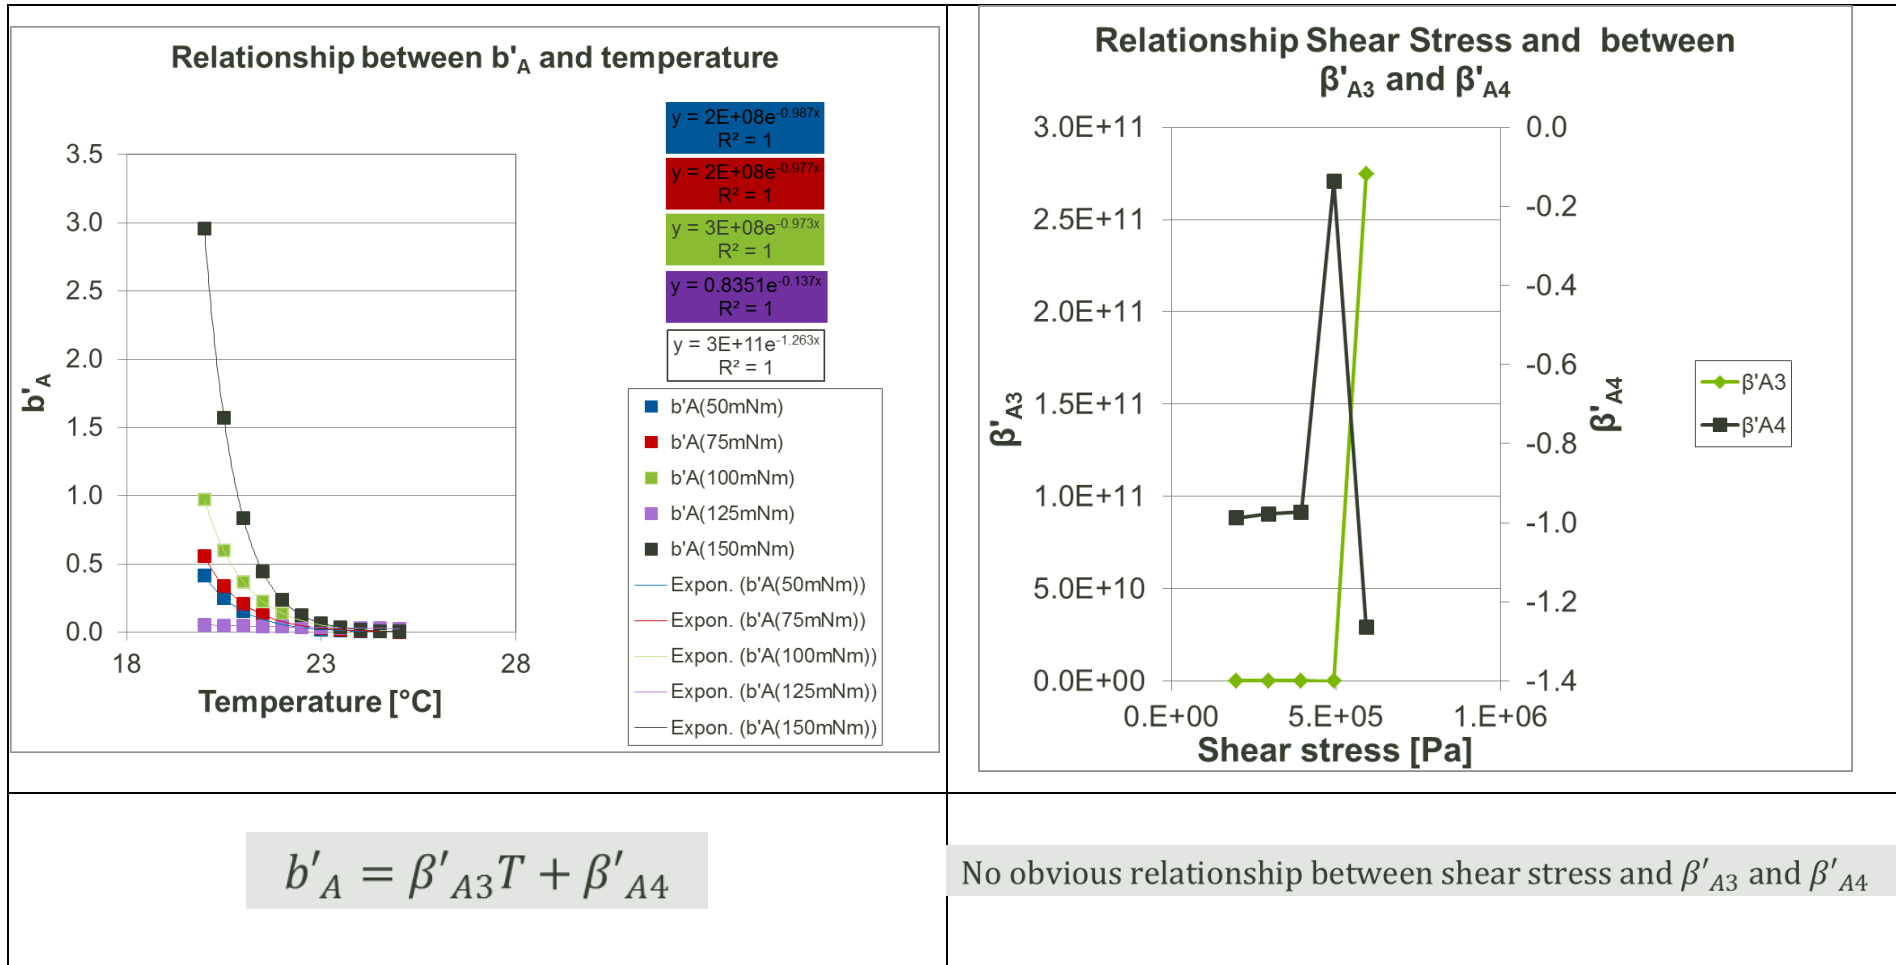 Relationship between b'A and temperature
y = 2E+08e-0.987x
R² = 1
y = 2E+08e-0.977x
R² = 1
y = 3E+08e-0.973x
R² = 1
y = 0.8351e-0.137x
R² = 1
y = 3E+11e-1.263x
R² = 1
3.5
3.0
2.5
2.0
1.5
1.0
0.5
0.0
b'A
18
23
28
Temperature [°C]
b'A(50mNm)
b'A(75mNm)
b'A(100mNm)
b'A(125mNm)
b'A(150mNm)
Expon. (b'A(50mNm))
Expon. (b'A(75mNm))
Expon. (b'A(100mNm))
Expon. (b'A(125mNm))
Expon. (b'A(150mNm))
Relationship Shear Stress and between
β'A3 and β'A4
3.0E+11
2.5E+11
2.0E+11
1.5E+11
1.0E+11
5.0E+10
0.0E+00
β'A3
0.0
-0.2
-0.4
-0.6
-0.8
-1.0
-1.2
-1.4
β'A4
0.E+00
5.E+05
1.E+06
Shear stress [Pa]
β'A3
β'A4
b'A = β'A3T + β'A4
No obvious relationship between shear stress and β'A3 and β'A4